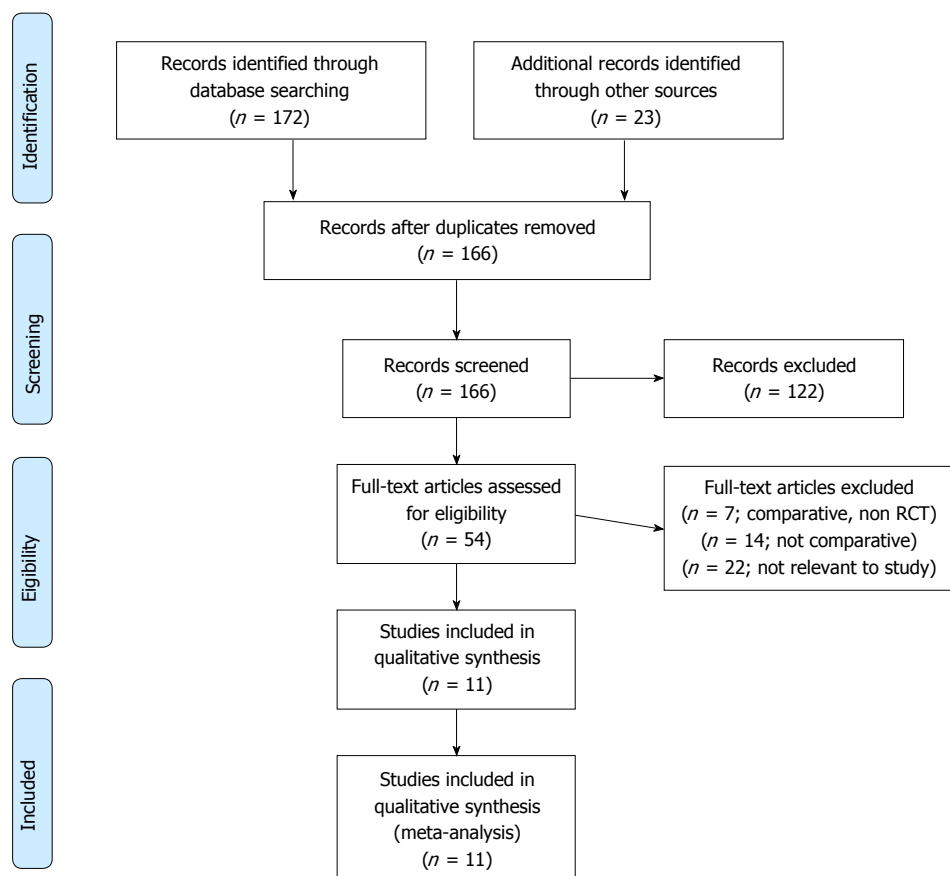 Identification
Records identified through
database searching
(n = 172)
Additional records identified
through other sources
(n = 23)
Records after duplicates removed
(n = 166)
Screening
Records screened
(n = 166)
Records excluded
(n = 122)
Eigibility
Full-text articles assessed
for eligibility
(n = 54)
Full-text articles excluded
(n = 7; comparative, non RCT)
(n = 14; not comparative)
(n = 22; not relevant to study)
Studies included in
qualitative synthesis
(n = 11)
Included
Studies included in
qualitative synthesis
(meta-analysis)
(n = 11)